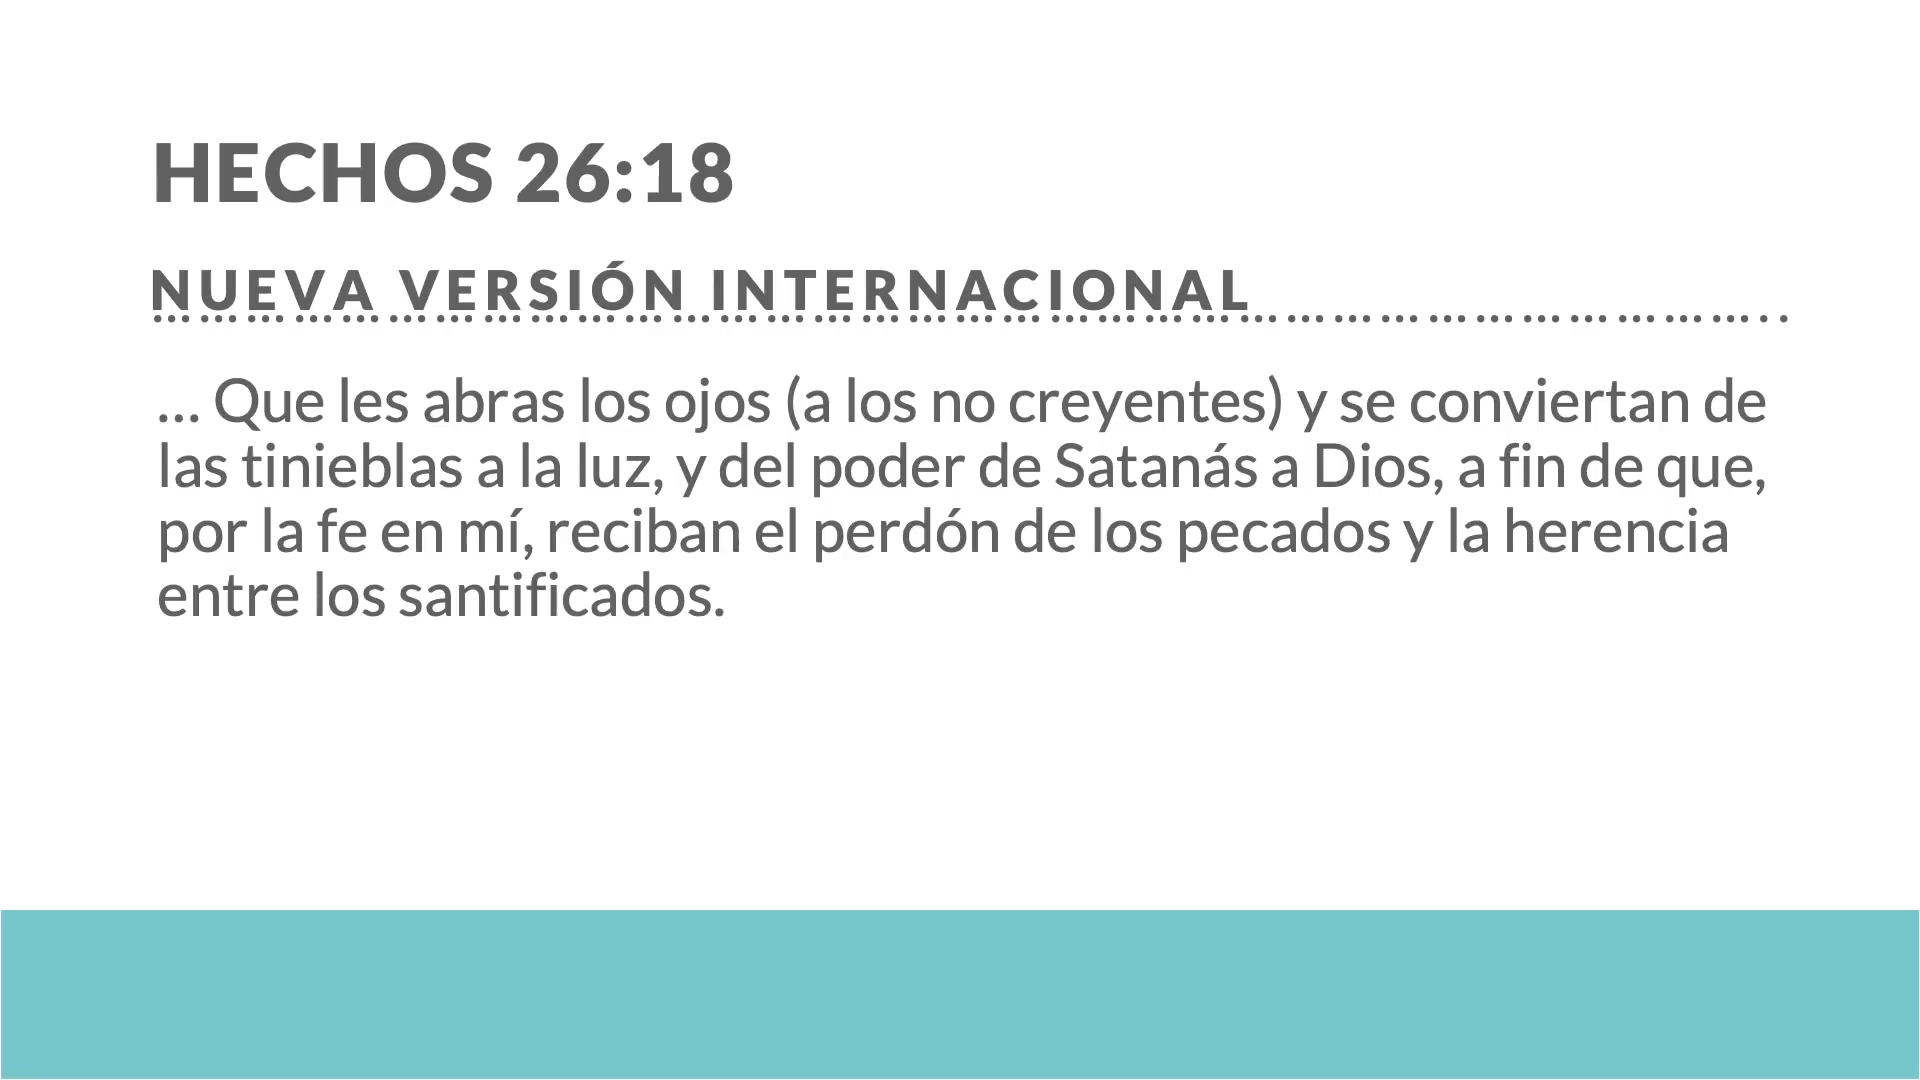 HECHOS 26:18
NUEVA VERSIÓN INTERNACIONAL
... Que les abras los ojos (a los no creyentes) y se conviertan de
las tinieblas a la luz, y del poder de Satanás a Dios, a fin de que,
por la fe en mí, reciban el perdón de los pecados y la herencia
entre los santificados.